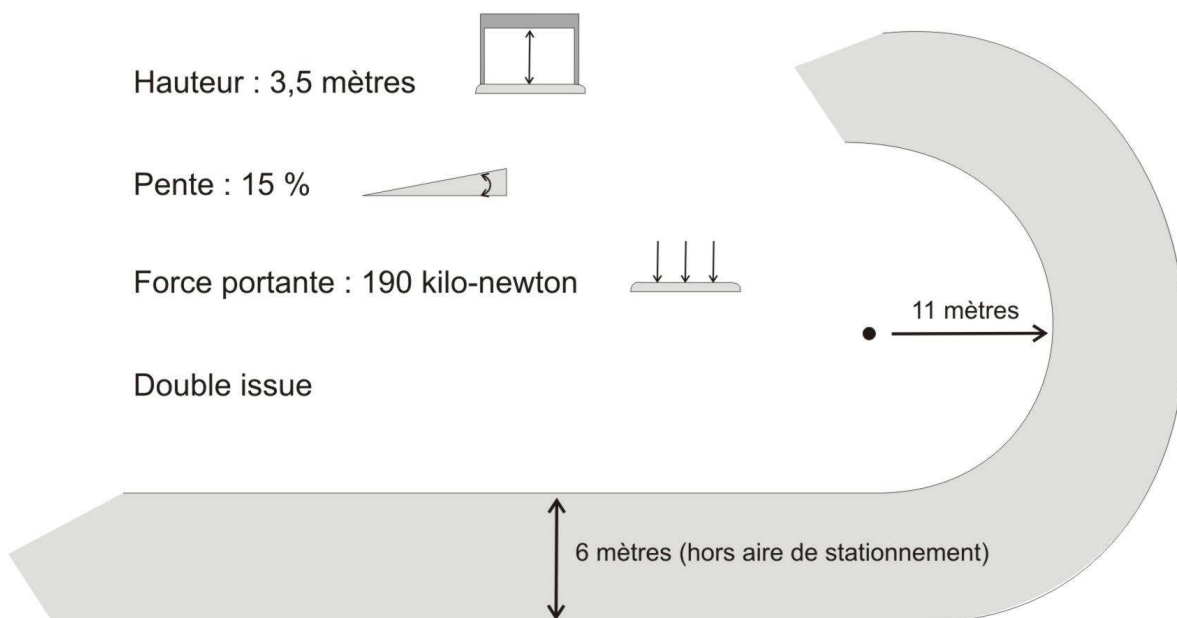 Hauteur : 3,5 mètres
Pente : 15 %
Force portante : 190 kilo-newton
11 mètres
Double issue
6 mètres (hors aire de stationnement)